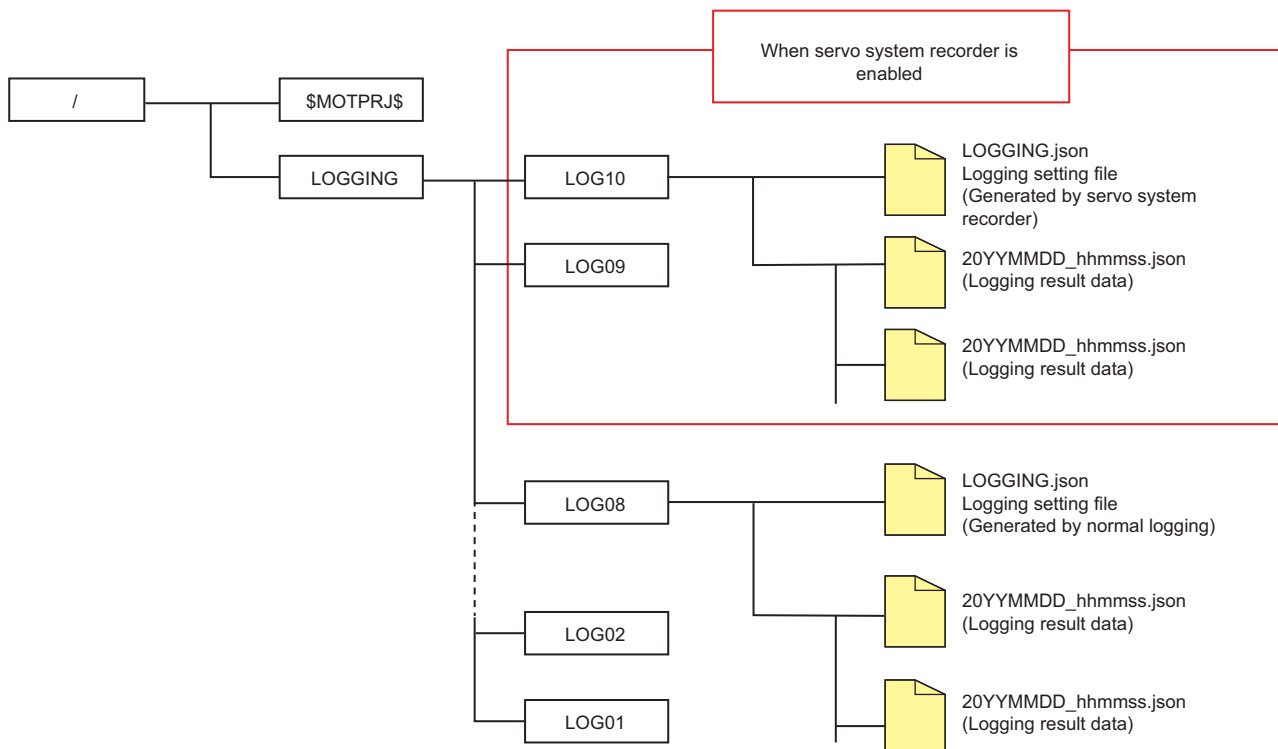 When servo system recorder is
enabled
/
$MOTPRJ$
LOGGING
LOG10
LOGGING.json
Logging setting file
(Generated by servo system
recorder)
LOG09
20YYMMDD_hhmmss.json
(Logging result data)
20YYMMDD_hhmmss.json
(Logging result data)
LOG08
LOGGING.json
Logging setting file
(Generated by normal logging)
20YYMMDD_hhmmss.json
(Logging result data)
LOG02
LOG01
20YYMMDD_hhmmss.json
(Logging result data)